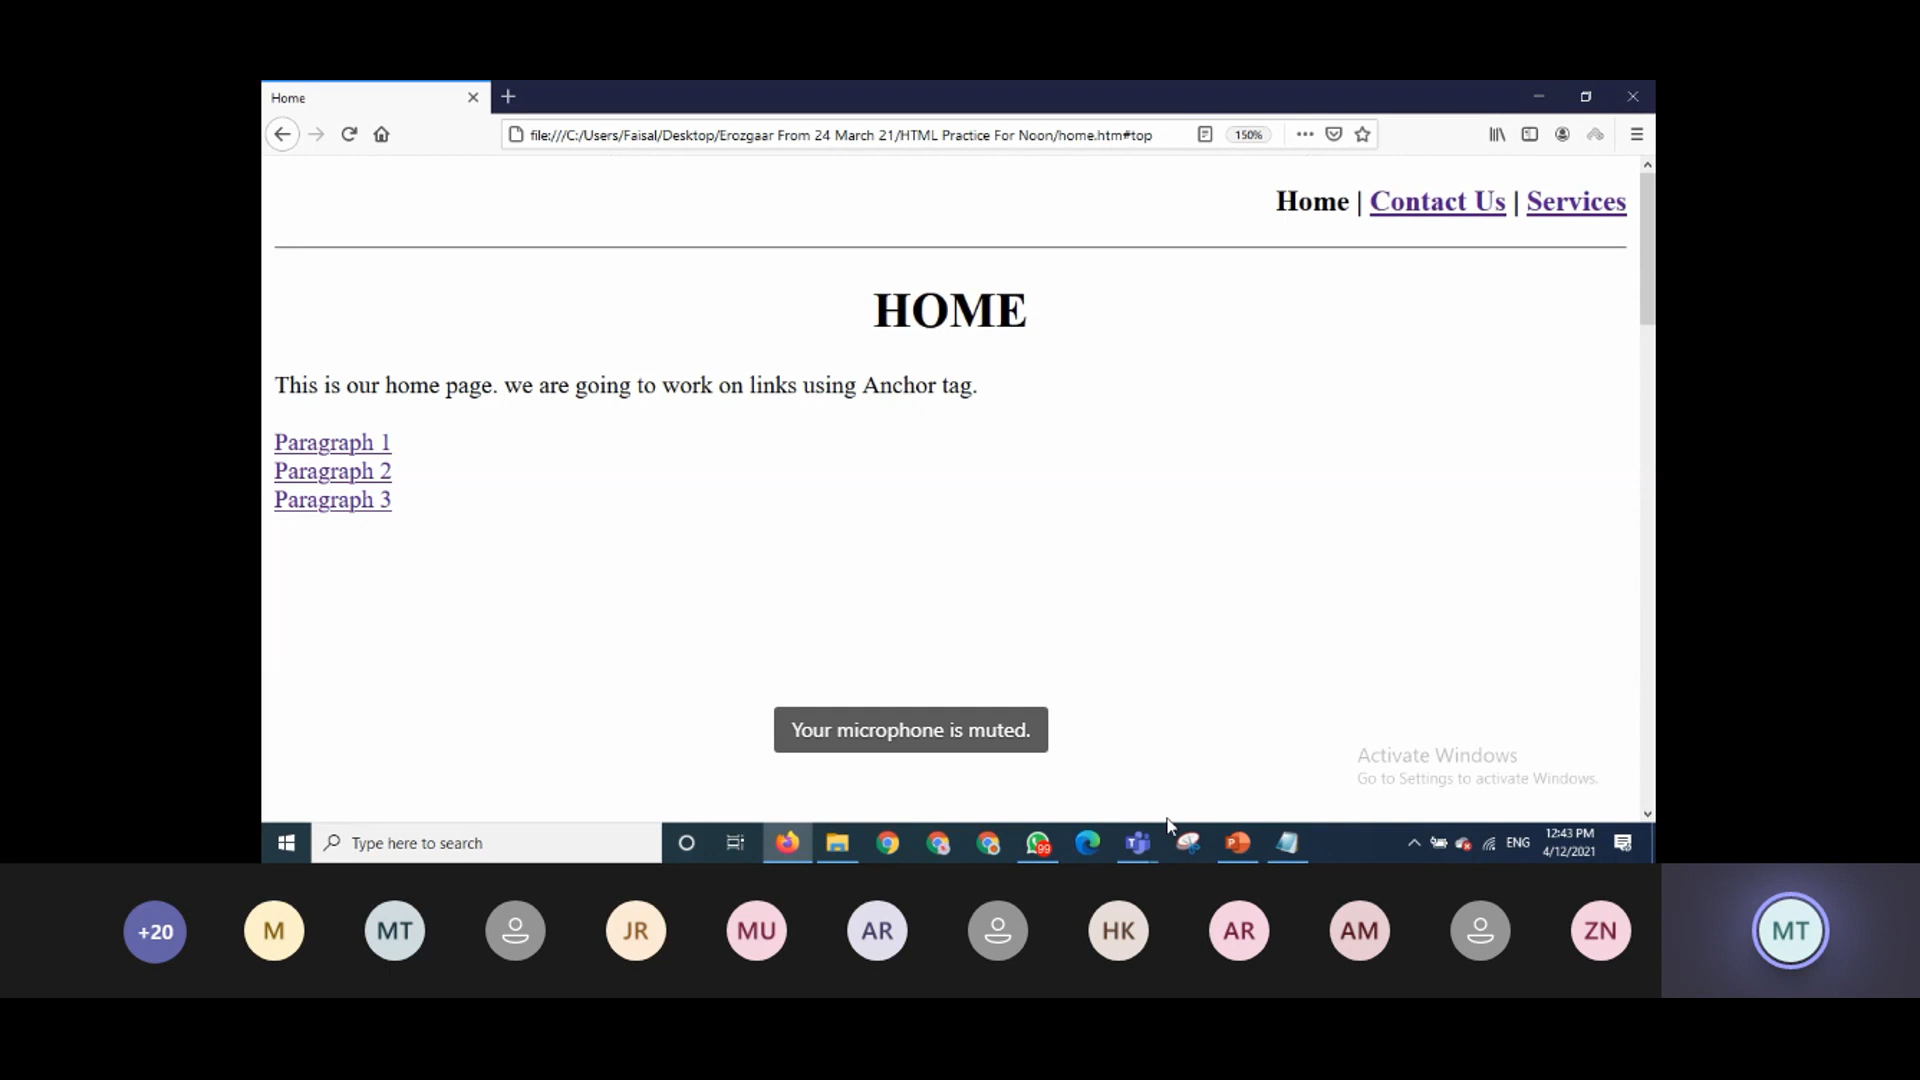 Home
file:///C:/Users/Faisal/Desktop/Erozgaar From 24 March 21/HTML Practice For Noon/home.htm#top
150%
Home | Contact Us | Services
HOME
This is our home page. we are going to work on links using Anchor tag.
Paragraph 1
Paragraph 2
Paragraph 3
Your microphone is muted.
Activate Windows
Go to Settings to activate Windows.
Type here to search
99
ENG
12:43 PM
4/12/2021
+20
M
MT
JR
MU
AR
HK
AR
AM
ZN
MT